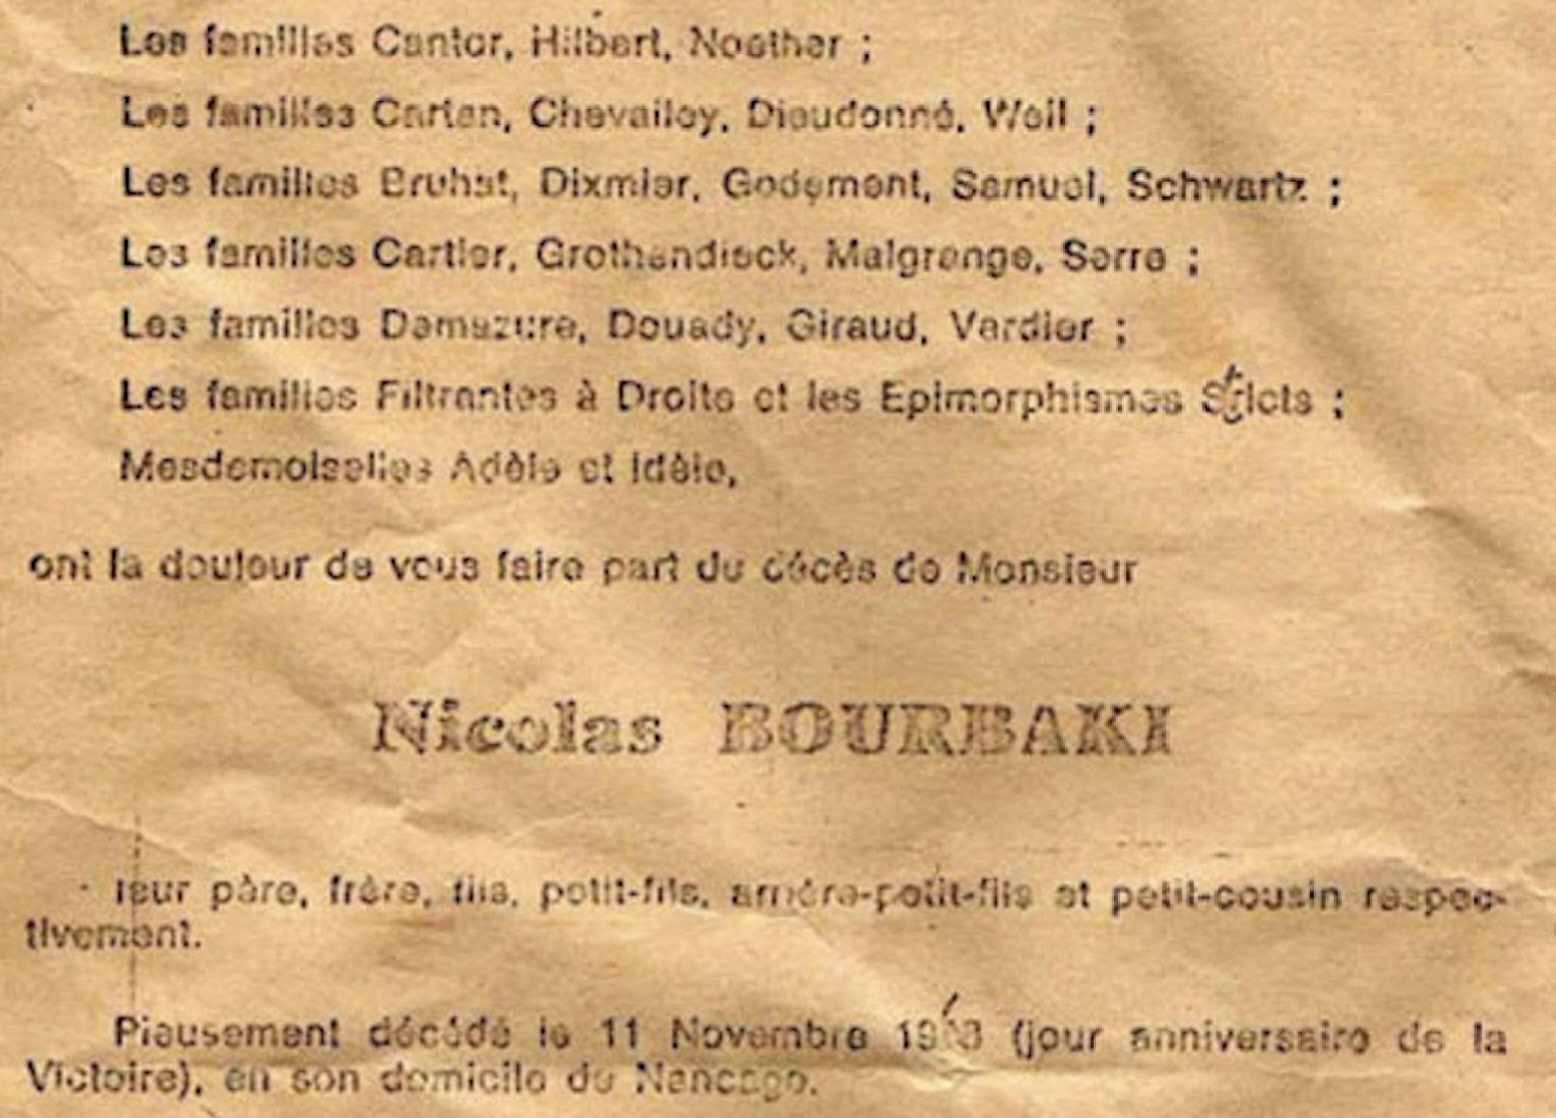 Les familles Cantor, Hilbert, Noether ;
Les familles Cartan, Chevalley, Dieudonné, Weil ;
Les familles Bruhat, Dixmier, Godement, Samuel, Schwartz ;
Les familles Cartier, Grothendieck, Malgrange, Serre ;
Les familles Demazure, Douady, Giraud, Verdier ;
Les familles Filtrantes à Droite et les Epimorphismes Stricts ;
Mesdemoiselles Adèle et Idèle,
ont la douleur de vous faire part du décès de Monsieur
Nicolas BOURBAKI
leur père, frère, fils, petit-fils, arrière-petit-fils et petit-cousin respec-
tivement.
Pieusement décédé le 11 Novembre 1968 (jour anniversaire de la
Victoire), en son domicile de Nancago.